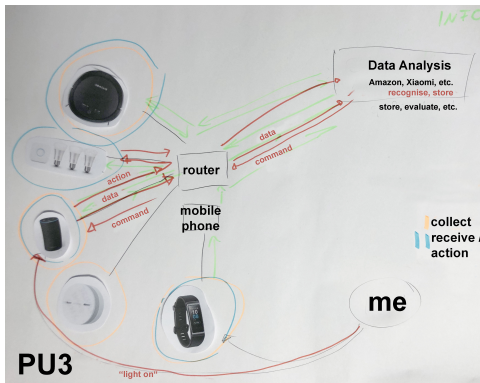 INFO
Data Analysis
Amazon, Xiaomi, etc.
recognise, store
store, evaluate, etc.
data
command
router
action
data
command
mobile
phone
collect
receive /
action
me
PU3
"light on"